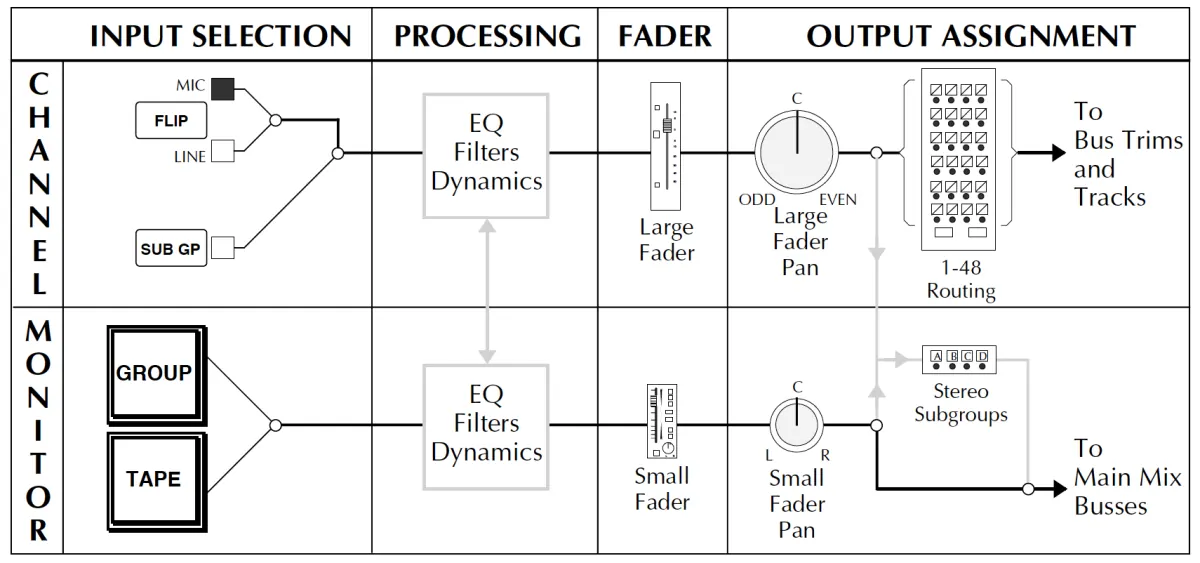 INPUT SELECTION
PROCESSING
FADER
OUTPUT ASSIGNMENT
CHANNEL
MIC
FLIP
LINE
SUB GP
EQ
Filters
Dynamics
Large
Fader
C
ODD
EVEN
Large
Fader
Pan
1-48
Routing
To
Bus Trims
and
Tracks
MONITOR
GROUP
TAPE
EQ
Filters
Dynamics
Small
Fader
C
L R
Small
Fader
Pan
A B C D
Stereo
Subgroups
To
Main Mix
Busses